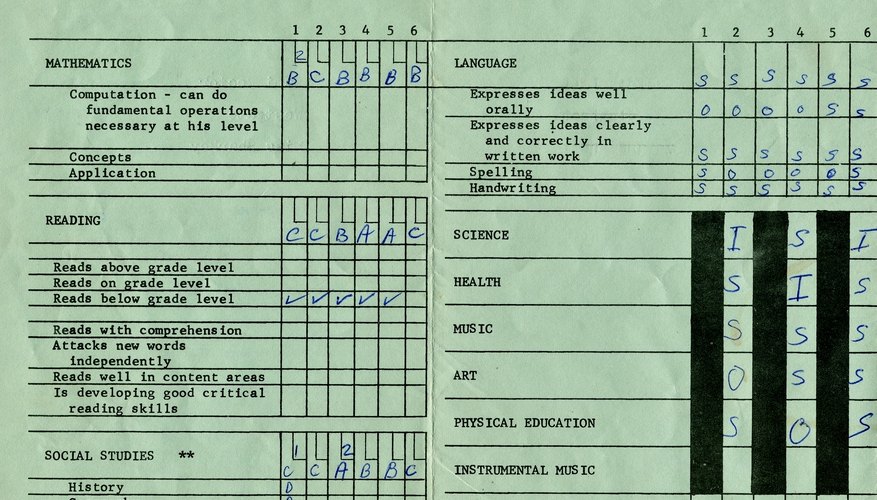 1 2 3 4 5 6
2
MATHEMATICS B C B B B B
Computation - can do
fundamental operations
necessary at his level
Concepts
Application
READING C C B A A C
Reads above grade level
Reads on grade level
Reads below grade level ✓ ✓ ✓ ✓ ✓
Reads with comprehension
Attacks new words
independently
Reads well in content areas
Is developing good critical
reading skills
1 2
SOCIAL STUDIES ** C C A B B C
History D
1 2 3 4 5 6
LANGUAGE S S S S S S
Expresses ideas well
orally O O O O S S
Expresses ideas clearly
and correctly in
written work S S S S S S
Spelling S O O O O S
Handwriting S S S S S S
SCIENCE I S I
HEALTH S I S
MUSIC S S S
ART O S S
PHYSICAL EDUCATION S O S
INSTRUMENTAL MUSIC